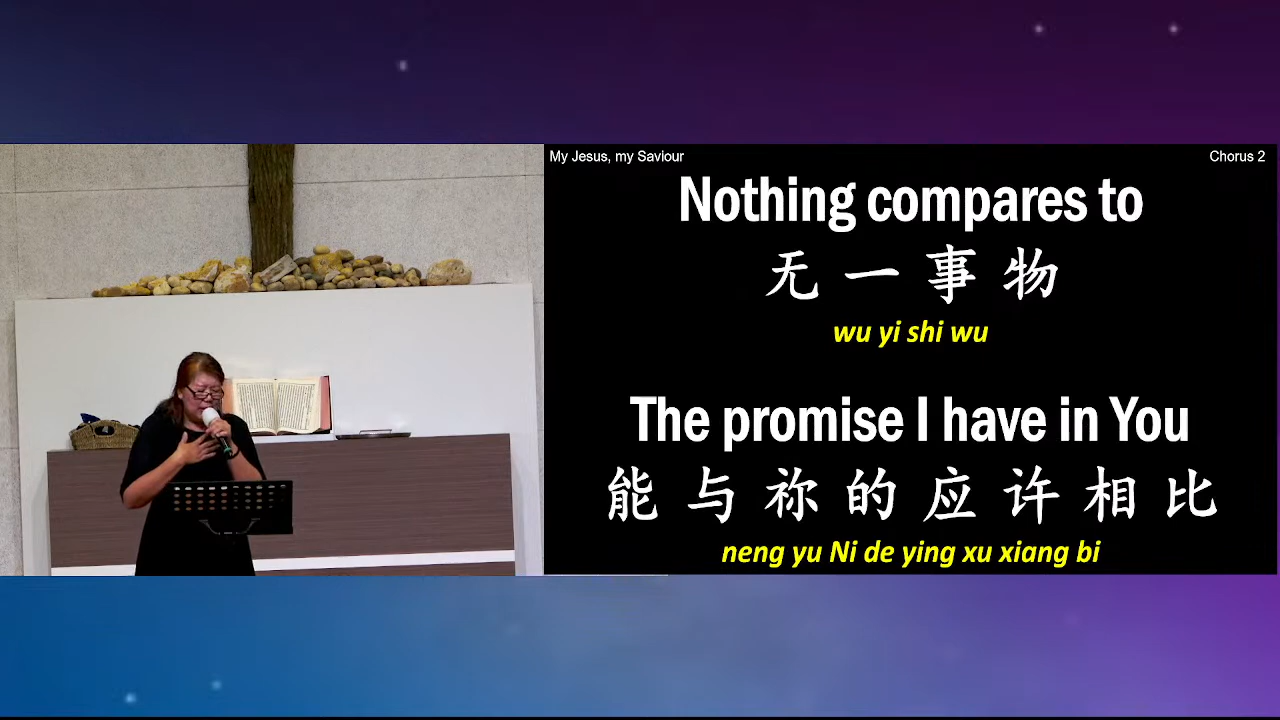 My Jesus, my Saviour
Chorus 2
Nothing compares to
无一事物
wu yi shi wu
The promise I have in You
能与祢的应许相比
neng yu Ni de ying xu xiang bi